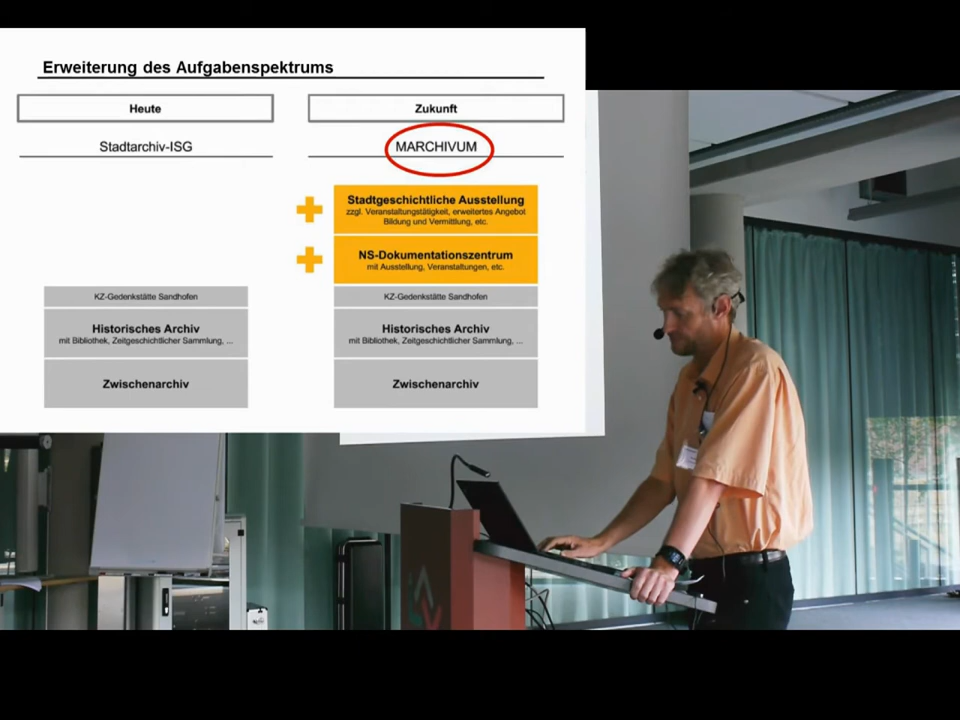 Erweiterung des Aufgabenspektrums
Heute
Stadtarchiv-ISG
KZ-Gedenkstätte Sandhofen
Historisches Archiv
mit Bibliothek, Zeitgeschichtlicher Sammlung, ...
Zwischenarchiv
Zukunft
MARCHIVUM
Stadtgeschichtliche Ausstellung
zzgl. Veranstaltungstätigkeit, erweitertes Angebot
Bildung und Vermittlung, etc.
NS-Dokumentationszentrum
mit Ausstellung, Veranstaltungen, etc.
KZ-Gedenkstätte Sandhofen
Historisches Archiv
mit Bibliothek, Zeitgeschichtlicher Sammlung, ...
Zwischenarchiv